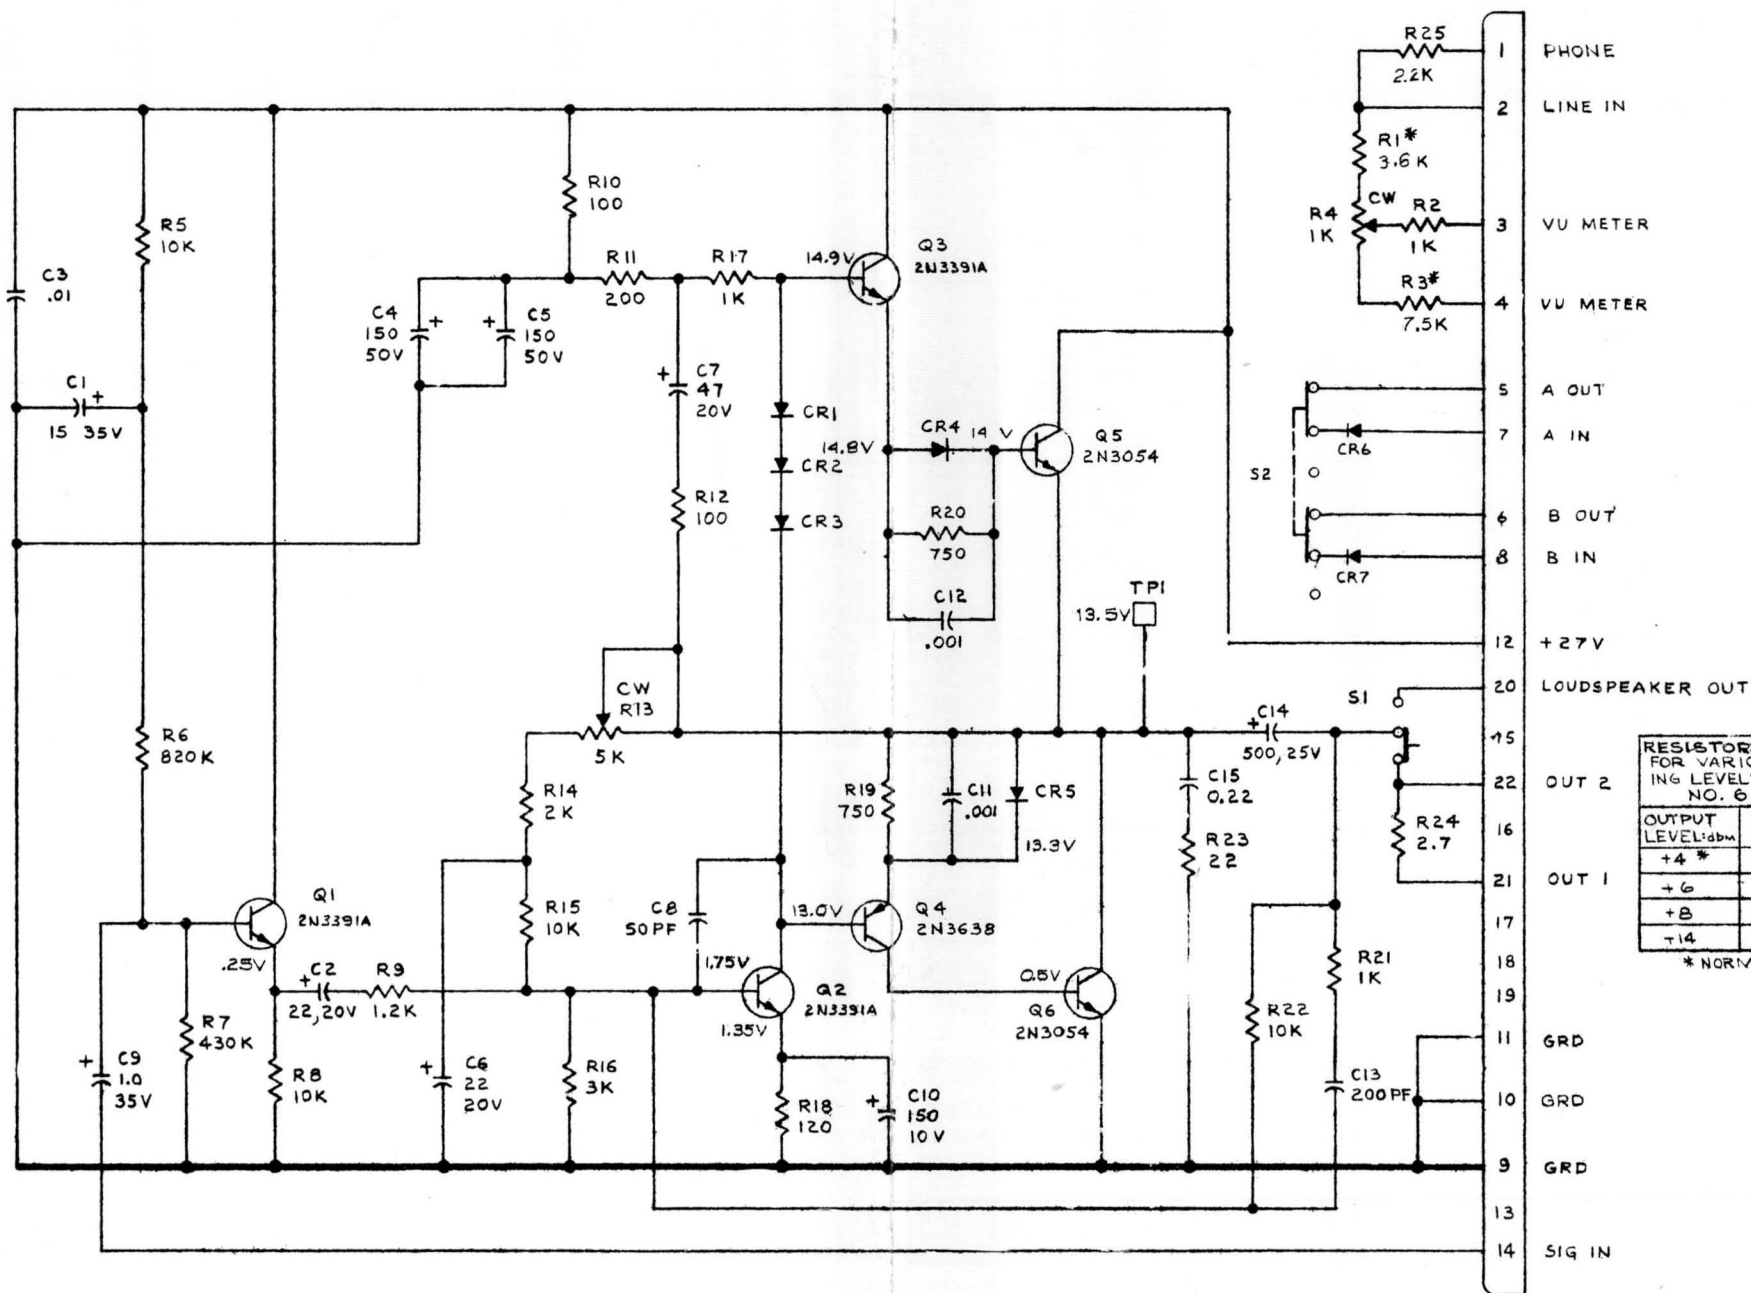 R25
2.2K
1 PHONE
2 LINE IN
R1*
3.6K
CW
R4
1K
R2
1K
3 VU METER
R3*
7.5K
4 VU METER
5 A OUT
7 A IN
CR6
S2
6 B OUT
8 B IN
CR7
12 +27V
20 LOUDSPEAKER OUT
S1
15
22 OUT 2
16
R24
2.7
21 OUT 1
17
18
19
11 GRD
10 GRD
9 GRD
13
14 SIG IN
C3
.01
R5
10K
C1
+
15 35V
R10
100
R11
200
R17
1K
14.9V
Q3
2N3391A
C4
150
50V
+
C5
150
50V
+
C7
47
20V
+
CR1
CR2
CR3
14.8V
CR4
14 V
Q5
2N3054
R12
100
R20
750
C12
.001
TP1
13.5V
CW
R13
5K
R6
820K
R14
2K
R19
750
C11
.001
CR5
13.3V
+
C14
500,25V
C15
0.22
R23
22
Q1
2N3391A
.25V
R15
10K
C8
50PF
13.0V
Q4
2N3638
1.75V
Q2
2N3391A
1.35V
0.5V
Q6
2N3054
+
C2
22,20V
R9
1.2K
R7
430K
R8
10K
+
C9
1.0
35V
+
C6
22
20V
R16
3K
R18
120
+
C10
150
10V
R21
1K
R22
10K
C13
200PF
RESISTOR
FOR VARIO
ING LEVEL
NO. 6
OUTPUT
LEVEL:dbm
+4 *
+6
+8
+14
* NORM